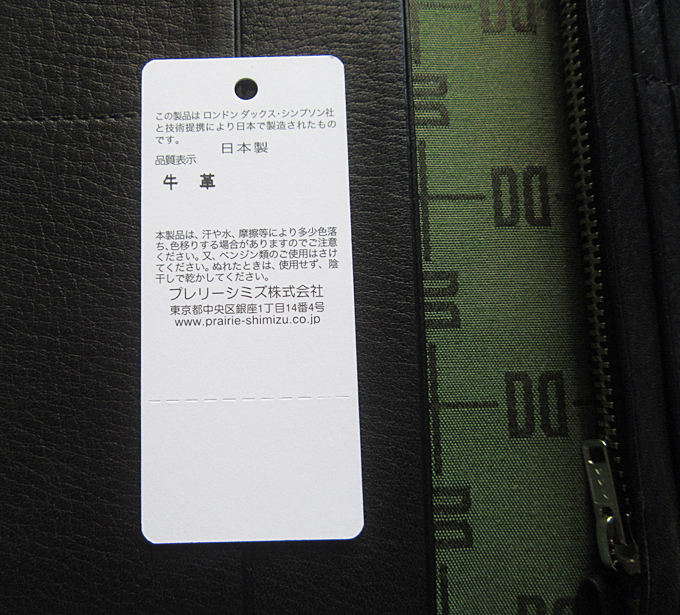 この製品は ロンドン ダックス・シンプソン社
と技術提携により日本で製造されたもの
です。
日本製
品質表示
牛 革
本製品は、汗や水、摩擦等により多少色落
ち、色移りする場合がありますのでご注意
ください。又、ベンジン類のご使用はさけ
てください。ぬれたときは、使用せず、陰
干しで乾かしてください。
プレリーシミズ株式会社
東京都中央区銀座1丁目14番4号
www.prairie-shimizu.co.jp